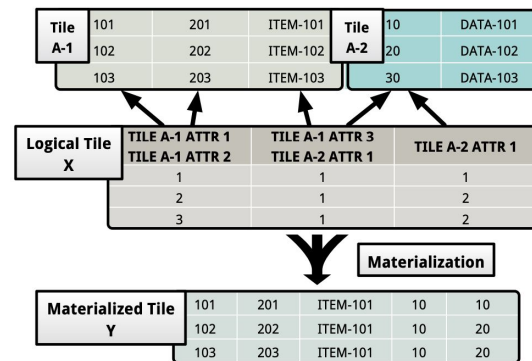 Tile
A-1
101 201 ITEM-101
102 202 ITEM-102
103 203 ITEM-103
Tile
A-2
10 DATA-101
20 DATA-102
30 DATA-103
Logical Tile
X
TILE A-1 ATTR 1
TILE A-1 ATTR 2
TILE A-1 ATTR 3
TILE A-2 ATTR 1
TILE A-2 ATTR 1
1 1 1
2 1 2
3 1 2
Materialization
Materialized Tile
Y
101 201 ITEM-101 10 10
102 202 ITEM-101 10 20
103 203 ITEM-101 10 20